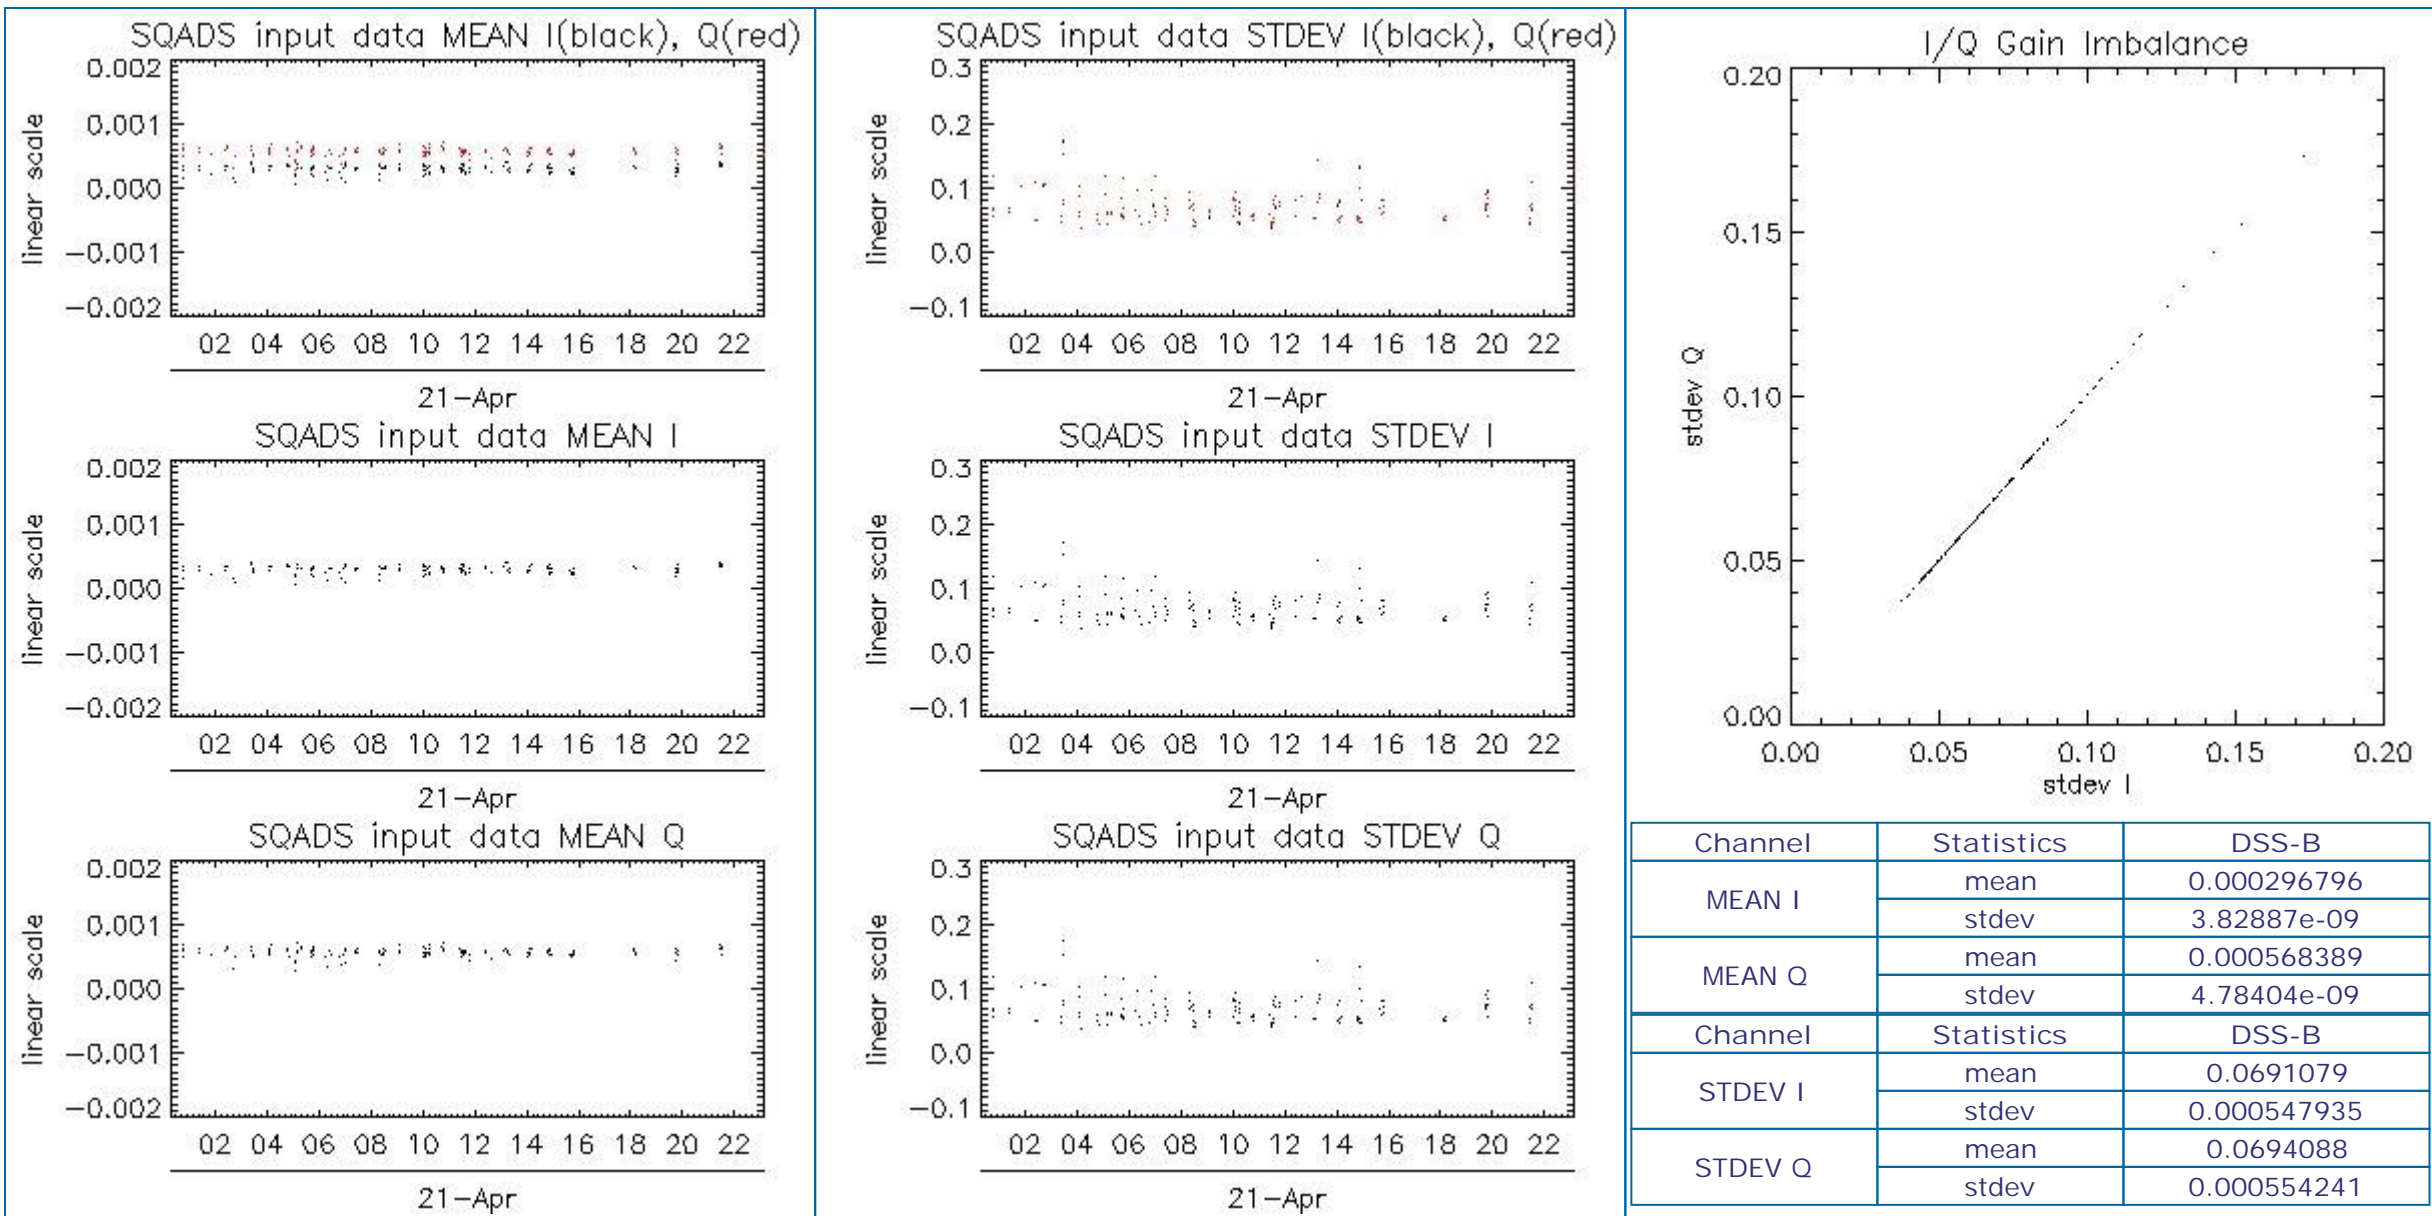 SQADS input data MEAN I(black), Q(red)
0.002
0.001
0.000
−0.001
−0.002
linear scale
02 04 06 08 10 12 14 16 18 20 22
21−Apr
SQADS input data MEAN I
0.002
0.001
0.000
−0.001
−0.002
linear scale
02 04 06 08 10 12 14 16 18 20 22
21−Apr
SQADS input data MEAN Q
0.002
0.001
0.000
−0.001
−0.002
linear scale
02 04 06 08 10 12 14 16 18 20 22
21−Apr
SQADS input data STDEV I(black), Q(red)
0.3
0.2
0.1
0.0
−0.1
linear scale
02 04 06 08 10 12 14 16 18 20 22
21−Apr
SQADS input data STDEV I
0.3
0.2
0.1
0.0
−0.1
linear scale
02 04 06 08 10 12 14 16 18 20 22
21−Apr
SQADS input data STDEV Q
0.3
0.2
0.1
0.0
−0.1
linear scale
02 04 06 08 10 12 14 16 18 20 22
21−Apr
I/Q Gain Imbalance
0.20
0.15
0.10
0.05
0.00
stdev Q
0.00 0.05 0.10 0.15 0.20
stdev I
Channel Statistics DSS-B
MEAN I mean 0.000296796
stdev 3.82887e-09
MEAN Q mean 0.000568389
stdev 4.78404e-09
Channel Statistics DSS-B
STDEV I mean 0.0691079
stdev 0.000547935
STDEV Q mean 0.0694088
stdev 0.000554241